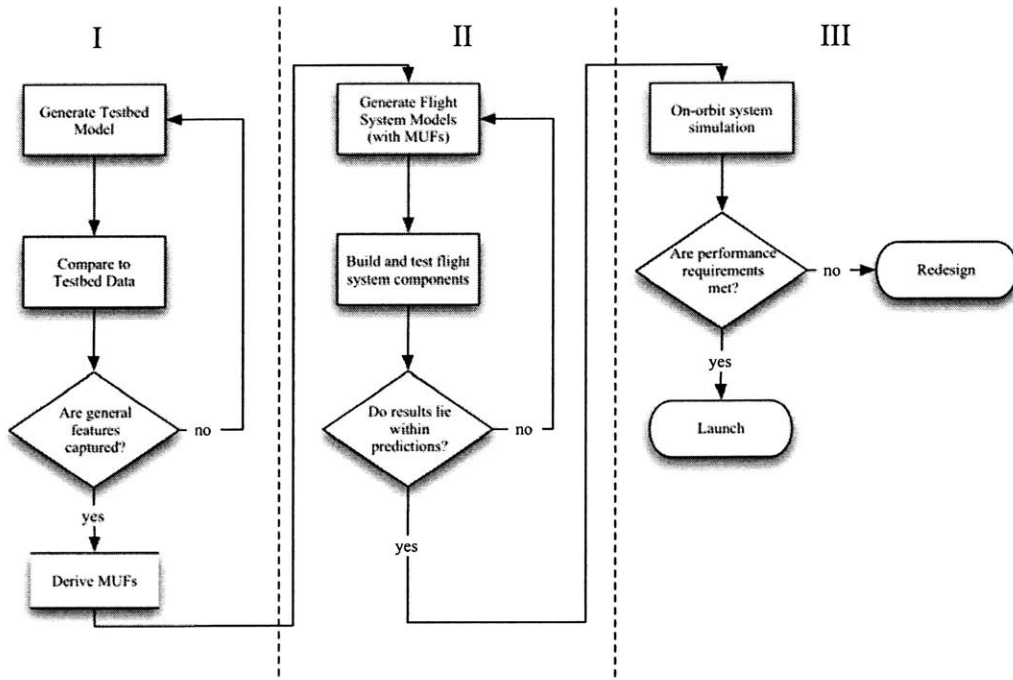 I
Generate Testbed
Model
Compare to
Testbed Data
Are general
features
captured?
no
yes
Derive MUFs
II
Generate Flight
System Models
(with MUFs)
Build and test flight
system components
Do results lie
within
predictions?
no
yes
III
On-orbit system
simulation
Are performance
requirements
met?
no
Redesign
yes
Launch